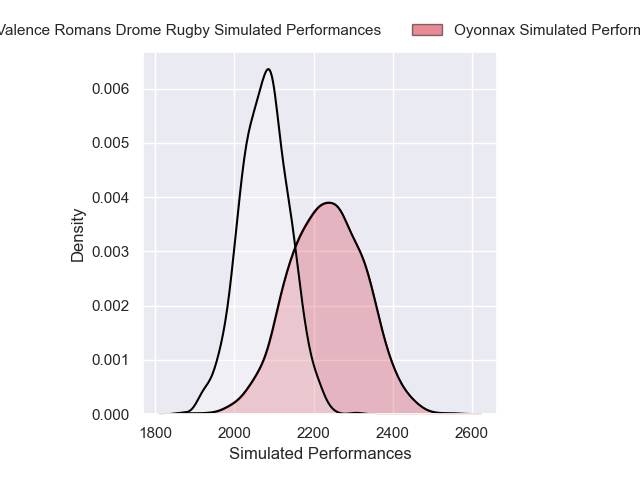 Valence Romans Drome Rugby Simulated Performances
Oyonnax Simulated Perform
0.006
0.005
0.004
0.003
0.002
0.001
0.000
Density
1800 2000 2200 2400 2600
Simulated Performances